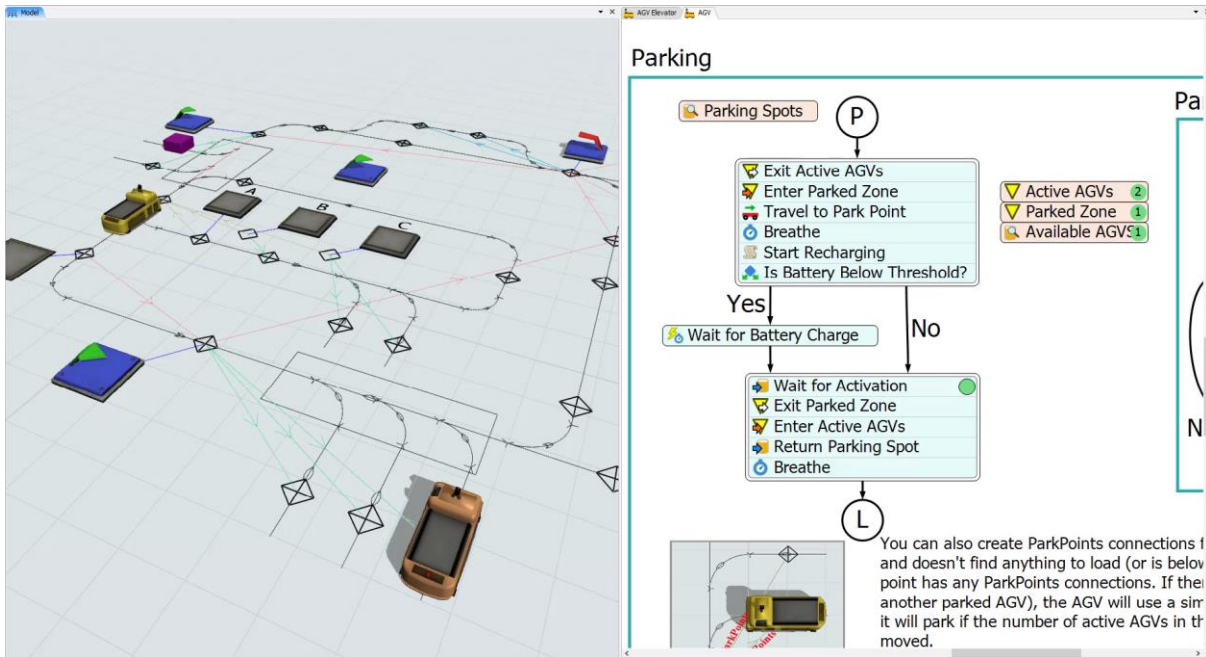 Model
AGV Elevator
AGV
A
B
C
Parking
Pa
Parking Spots
P
Exit Active AGVs
Enter Parked Zone
Travel to Park Point
Breathe
Start Recharging
Is Battery Below Threshold?
Active AGVs 2
Parked Zone 1
Available AGVS 1
Yes
No
Wait for Battery Charge
Wait for Activation
Exit Parked Zone
Enter Active AGVs
Return Parking Spot
Breathe
N
L
You can also create ParkPoints connections f
and doesn't find anything to load (or is below
point has any ParkPoints connections. If ther
another parked AGV), the AGV will use a sim
it will park if the number of active AGVs in th
moved.